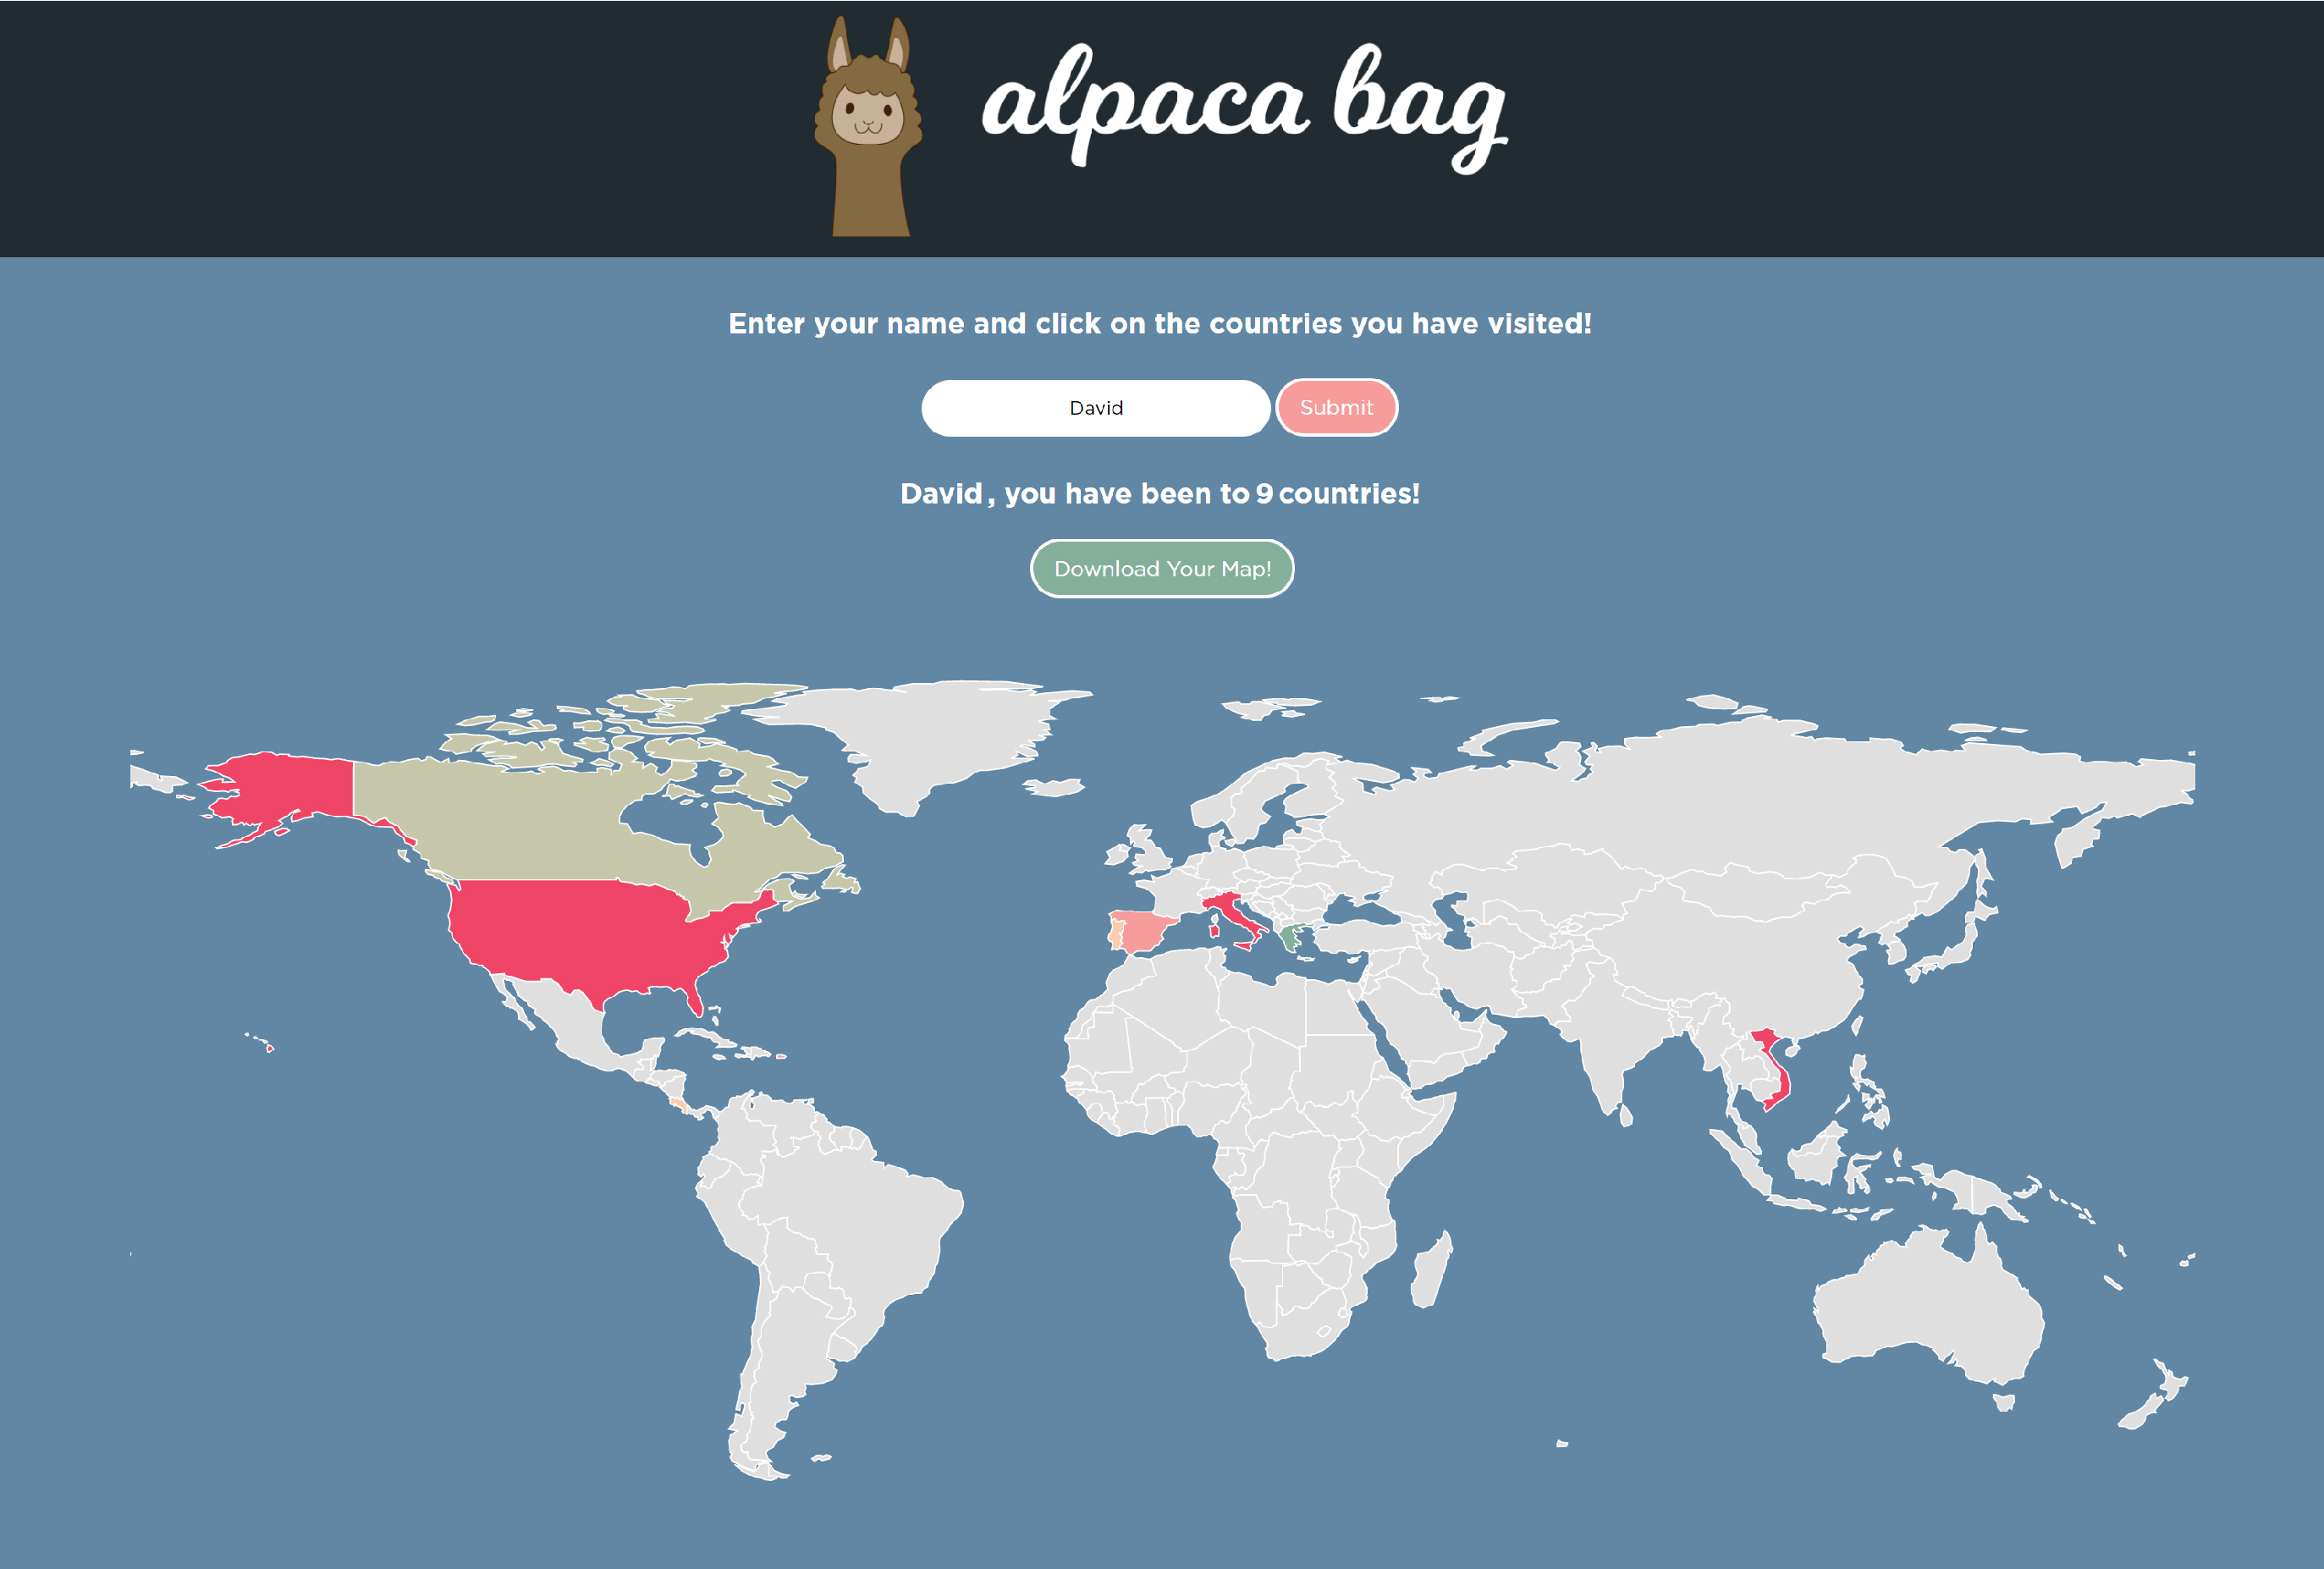 alpaca bag
Enter your name and click on the countries you have visited!
David Submit
David, you have been to 9 countries!
Download Your Map!